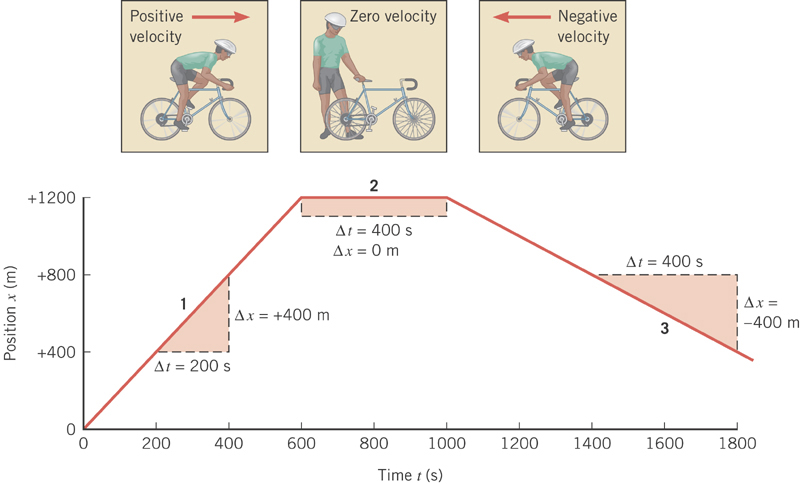 Positive
velocity
Zero velocity
Negative
velocity
+1200
+800
+400
0
Position x (m)
1
Δx = +400 m
Δt = 200 s
2
Δt = 400 s
Δx = 0 m
Δt = 400 s
Δx =
–400 m
3
0 200 400 600 800 1000 1200 1400 1600 1800
Time t (s)